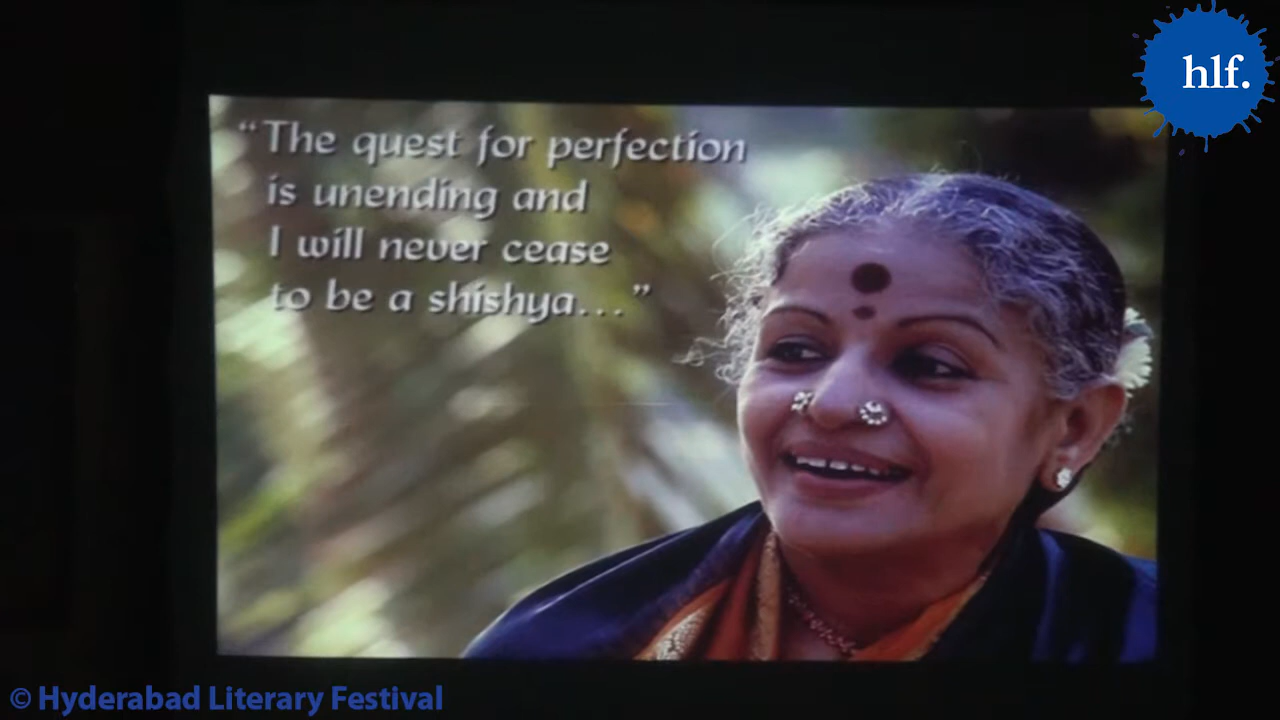 hlf.
“The quest for perfection
is unending and
I will never cease
to be a shishya...”
© Hyderabad Literary Festival